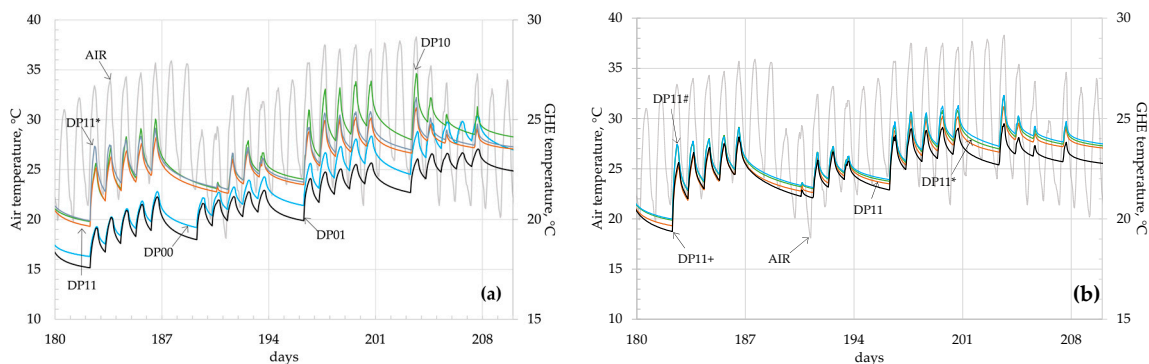 40
35
30
25
20
15
10
Air temperature, °C
30
25
20
15
GHE temperature, °C
180
187
194
201
208
days
AIR
DP10
DP11*
DP00
DP01
DP11
(a)
40
35
30
25
20
15
10
Air temperature, °C
30
25
20
15
GHE temperature, °C
180
187
194
201
208
days
DP11#
DP11*
DP11
DP11+
AIR
(b)